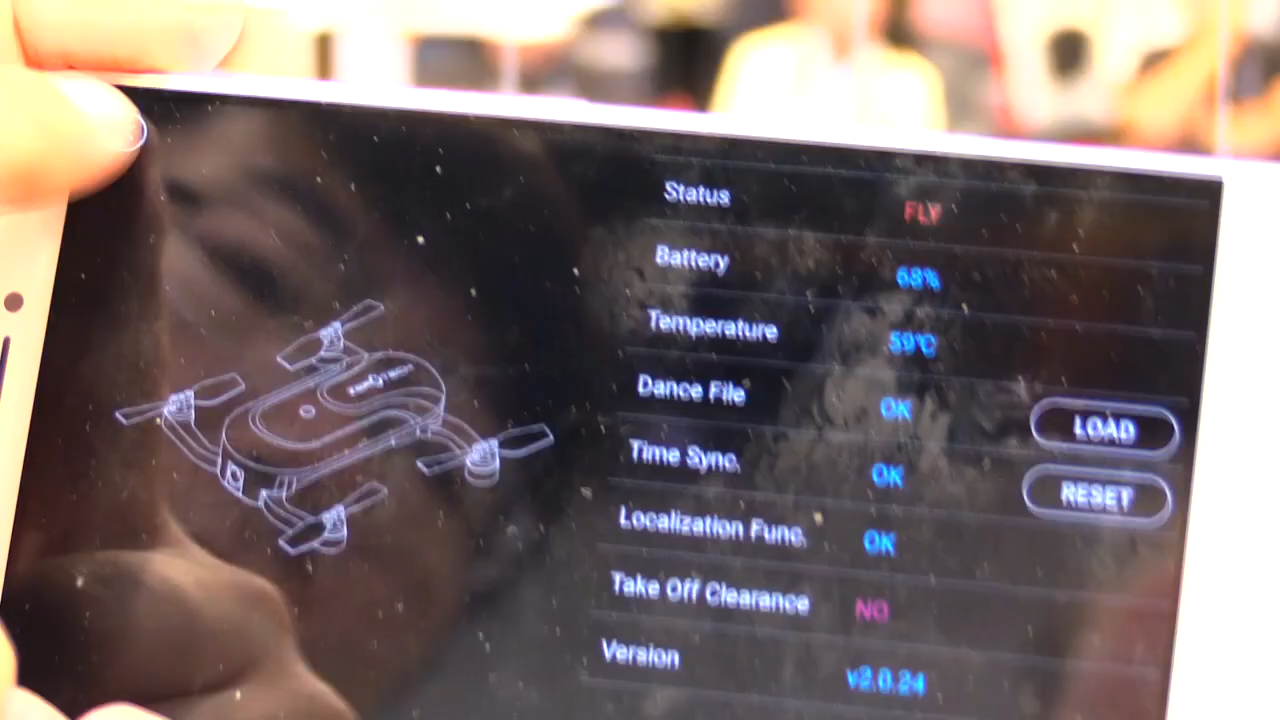 Status FLY
Battery 68%
Temperature 59°C
Dance File OK LOAD
Time Sync. OK RESET
Localization Func. OK
Take Off Clearance NO
Version v2.0.24